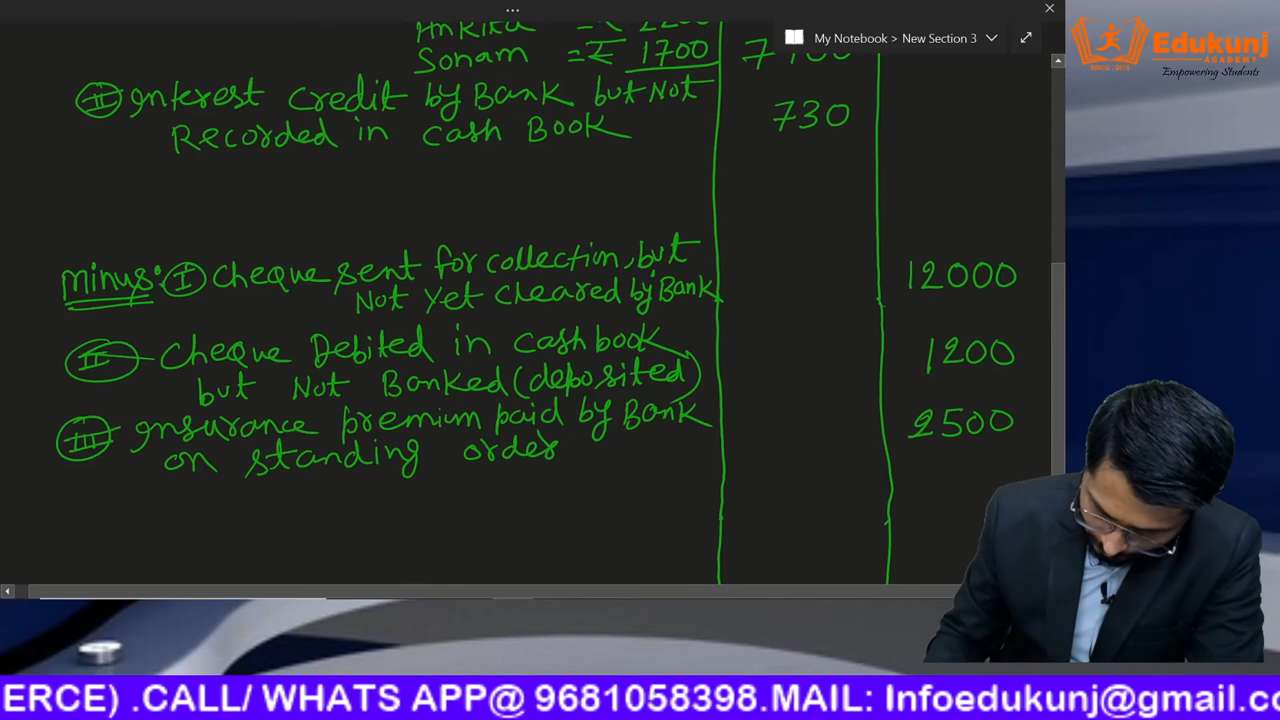 ...
My Notebook > New Section 3
Sonam = ₹ 1700
II Interest Credit by Bank but Not
Recorded in cash Book
730
Minus: I Cheque sent for collection, but
Not Yet Cleared by Bank
12000
II Cheque Debited in cash book
but Not Banked (deposited)
1200
III Insurance premium paid by Bank
on standing order
2500
Edukunj
ACADEMY
Empowering Students
ERCE) .CALL/ WHATS APP@ 9681058398.MAIL: Infoedukunj@gmail.co